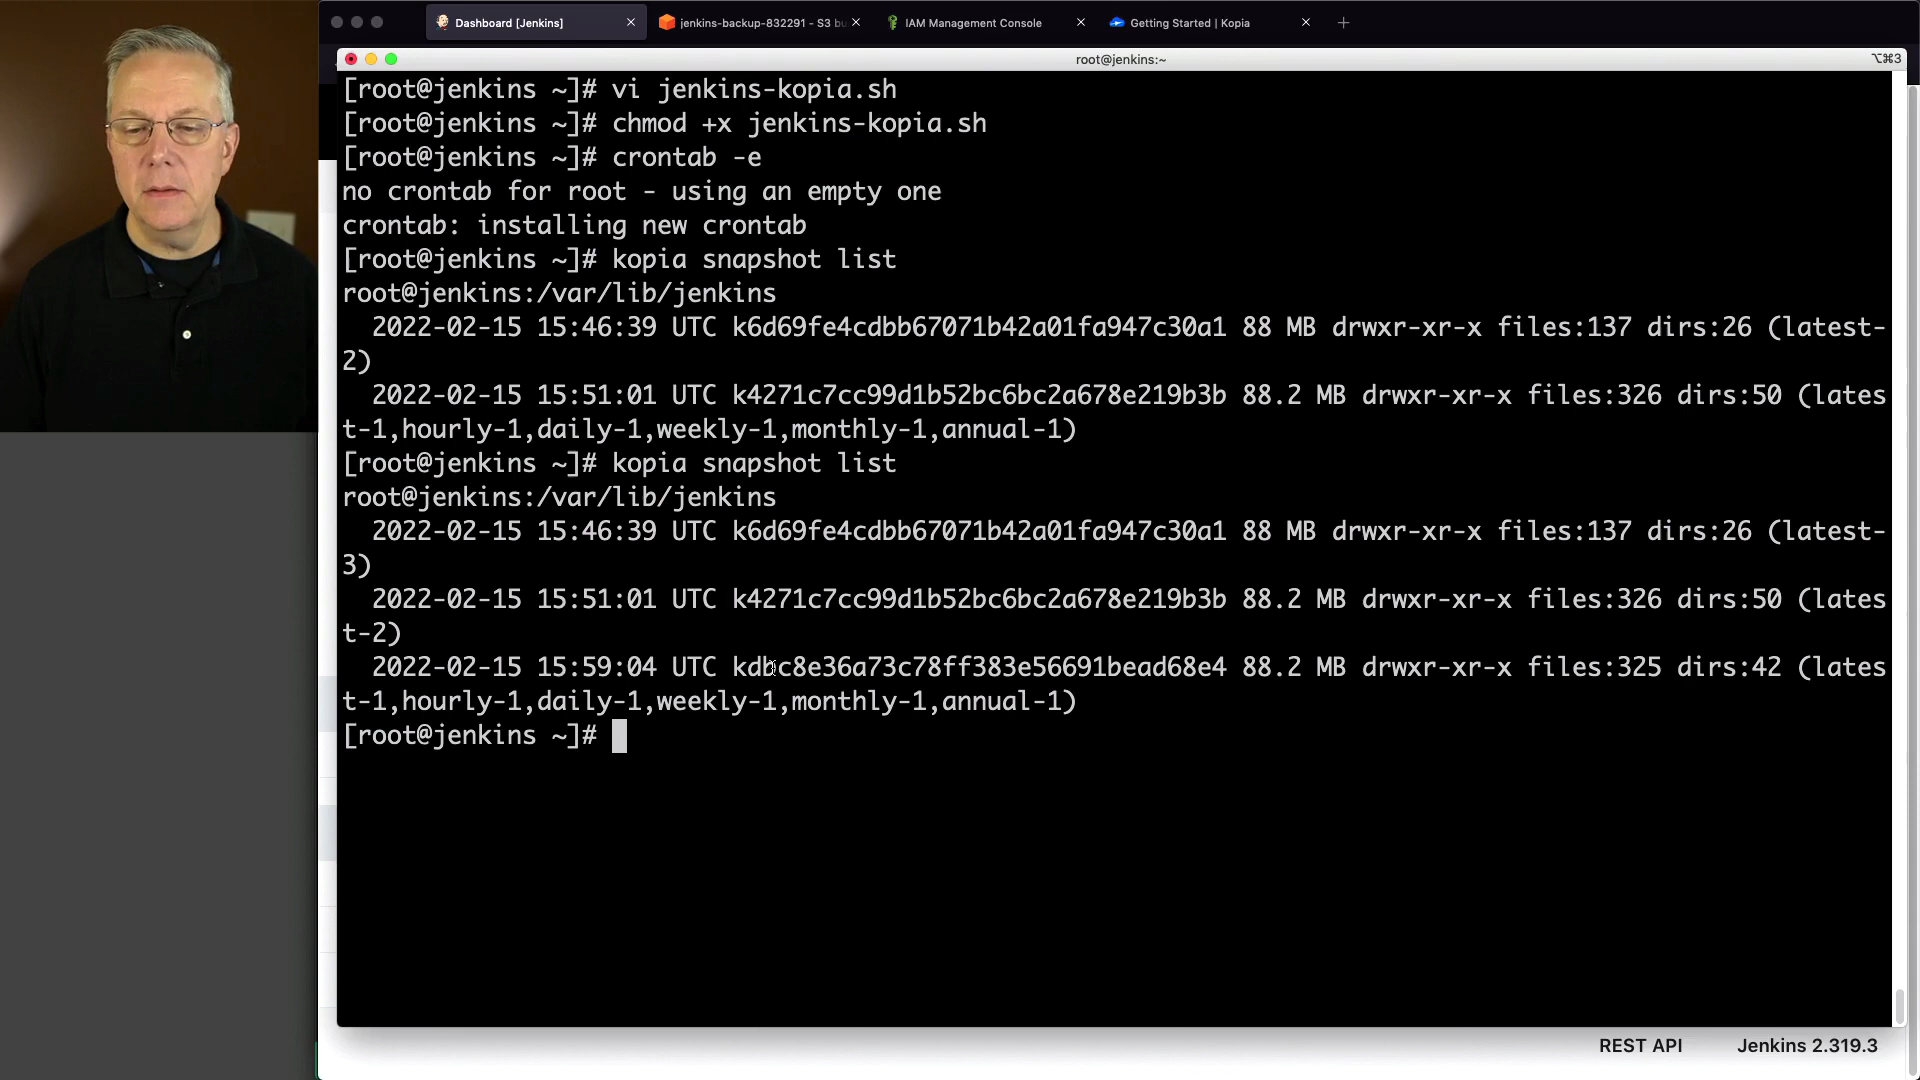 Dashboard [Jenkins]
jenkins-backup-832291 - S3 bu
IAM Management Console
Getting Started | Kopia
root@jenkins:~
⌥⌘3
[root@jenkins ~]# vi jenkins-kopia.sh
[root@jenkins ~]# chmod +x jenkins-kopia.sh
[root@jenkins ~]# crontab -e
no crontab for root - using an empty one
crontab: installing new crontab
[root@jenkins ~]# kopia snapshot list
root@jenkins:/var/lib/jenkins
  2022-02-15 15:46:39 UTC k6d69fe4cdbb67071b42a01fa947c30a1 88 MB drwxr-xr-x files:137 dirs:26 (latest-
2)
  2022-02-15 15:51:01 UTC k4271c7cc99d1b52bc6bc2a678e219b3b 88.2 MB drwxr-xr-x files:326 dirs:50 (lates
t-1,hourly-1,daily-1,weekly-1,monthly-1,annual-1)
[root@jenkins ~]# kopia snapshot list
root@jenkins:/var/lib/jenkins
  2022-02-15 15:46:39 UTC k6d69fe4cdbb67071b42a01fa947c30a1 88 MB drwxr-xr-x files:137 dirs:26 (latest-
3)
  2022-02-15 15:51:01 UTC k4271c7cc99d1b52bc6bc2a678e219b3b 88.2 MB drwxr-xr-x files:326 dirs:50 (lates
t-2)
  2022-02-15 15:59:04 UTC kdbc8e36a73c78ff383e56691bead68e4 88.2 MB drwxr-xr-x files:325 dirs:42 (lates
t-1,hourly-1,daily-1,weekly-1,monthly-1,annual-1)
[root@jenkins ~]#
REST API
Jenkins 2.319.3